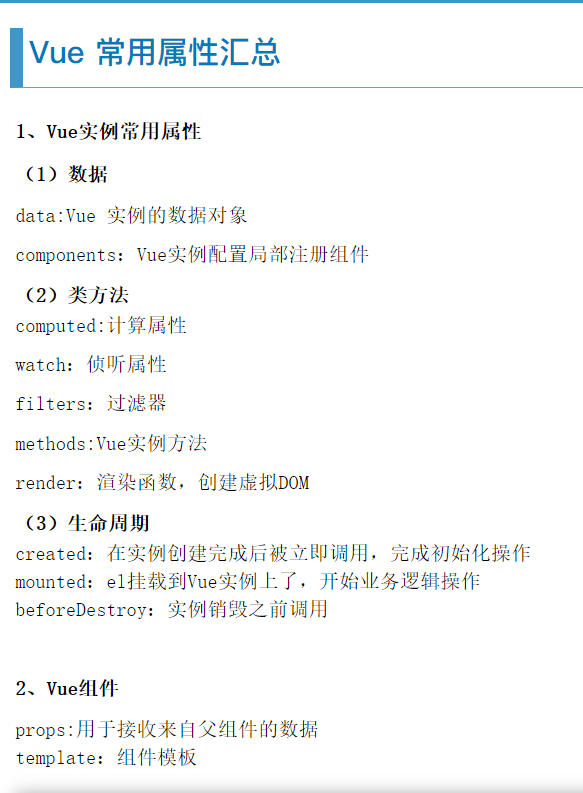 Vue 常用属性汇总
1、Vue实例常用属性
（1）数据
data:Vue 实例的数据对象
components：Vue实例配置局部注册组件
（2）类方法
computed:计算属性
watch：侦听属性
filters：过滤器
methods:Vue实例方法
render：渲染函数，创建虚拟DOM
（3）生命周期
created：在实例创建完成后被立即调用，完成初始化操作
mounted：el挂载到Vue实例上了，开始业务逻辑操作
beforeDestroy：实例销毁之前调用
2、Vue组件
props:用于接收来自父组件的数据
template：组件模板